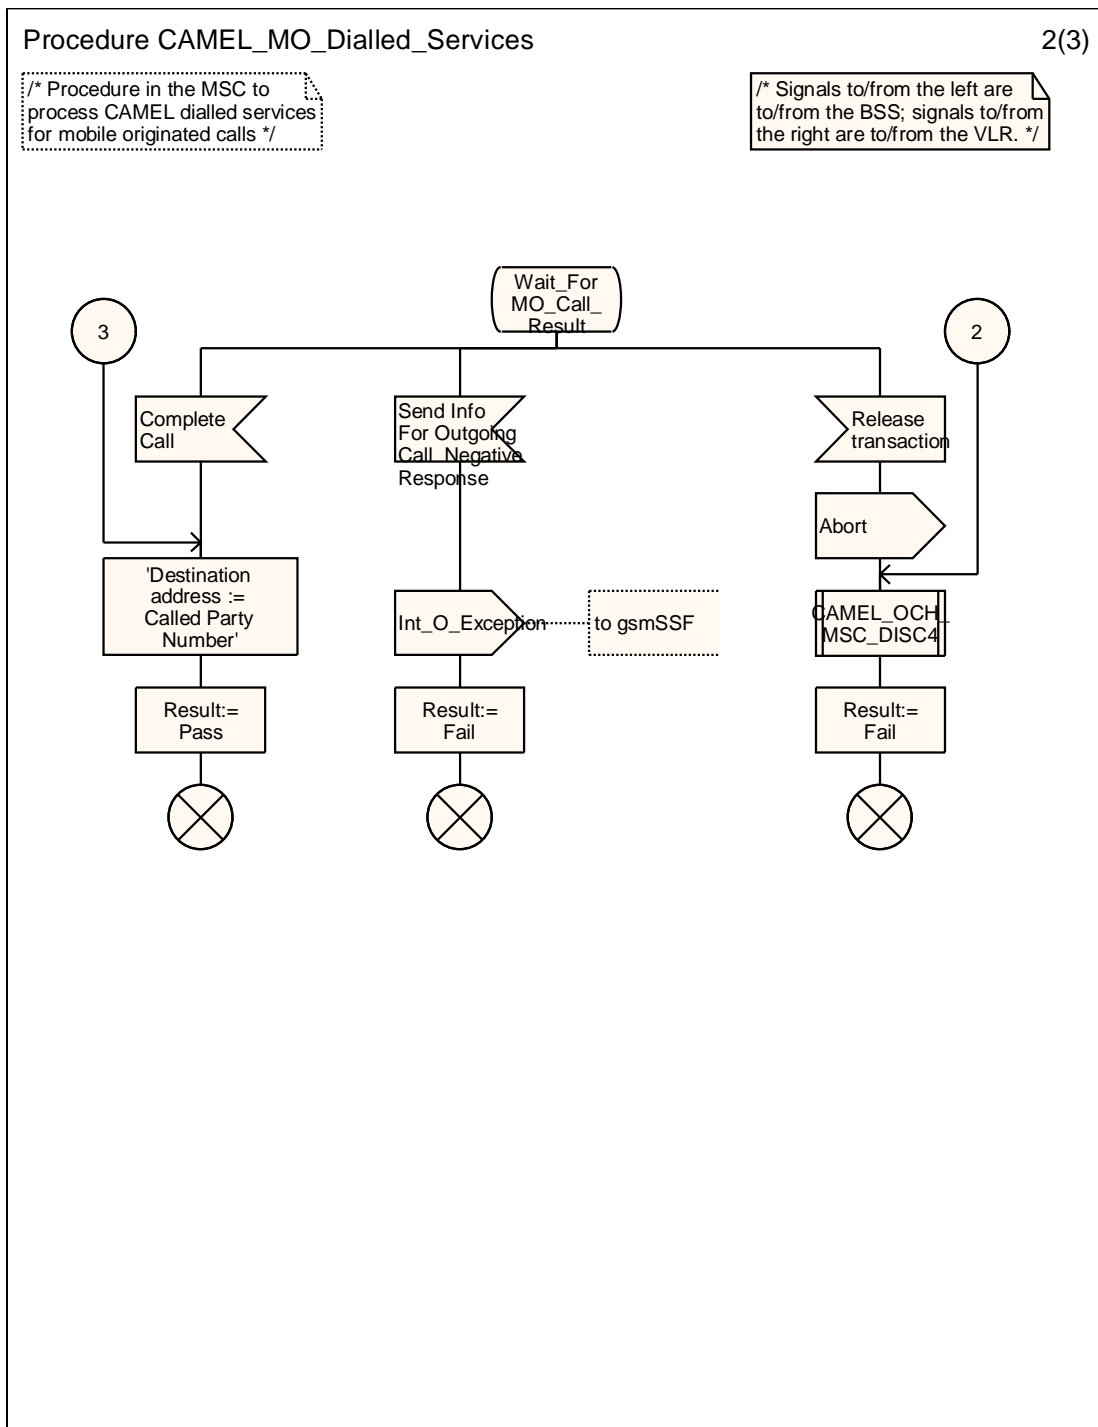 Procedure CAMEL_MO_Dialled_Services
2(3)
/* Procedure in the MSC to
process CAMEL dialled services
for mobile originated calls */
/* Signals to/from the left are
to/from the BSS; signals to/from
the right are to/from the VLR. */
Wait_For
MO_Call_
Result
3
2
Complete
Call
Send Info
For Outgoing
Call_Negative
Response
Release
transaction
Abort
'Destination
address :=
Called Party
Number'
Int_O_Exception
to gsmSSF
CAMEL_OCH_
MSC_DISC4
Result:=
Pass
Result:=
Fail
Result:=
Fail